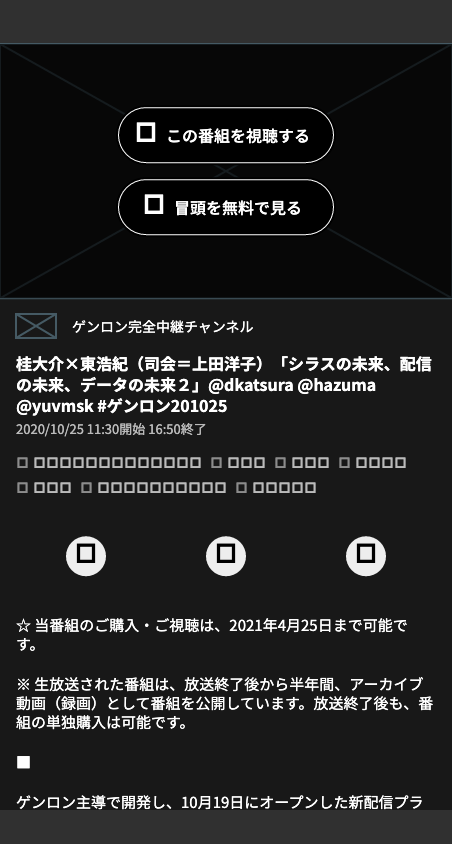 この番組を視聴する
冒頭を無料で見る
ゲンロン完全中継チャンネル
桂大介×東浩紀（司会＝上田洋子）「シラスの未来、配信
の未来、データの未来２」@dkatsura @hazuma
@yuvmsk #ゲンロン201025
2020/10/25 11:30開始 16:50終了
☆ 当番組のご購入・ご視聴は、2021年4月25日まで可能で
す。
※ 生放送された番組は、放送終了後から半年間、アーカイブ
動画（録画）として番組を公開しています。放送終了後も、番
組の単独購入は可能です。
■
ゲンロン主導で開発し、10月19日にオープンした新配信プラ